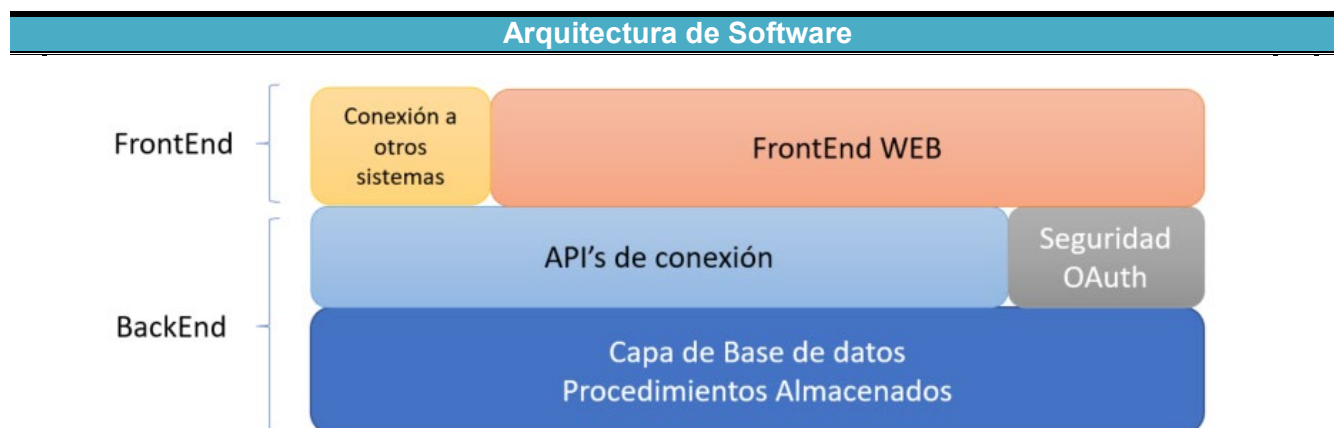 Arquitectura de Software
FrontEnd
Conexión a
otros
sistemas
FrontEnd WEB
API's de conexión
Seguridad
OAuth
BackEnd
Capa de Base de datos
Procedimientos Almacenados